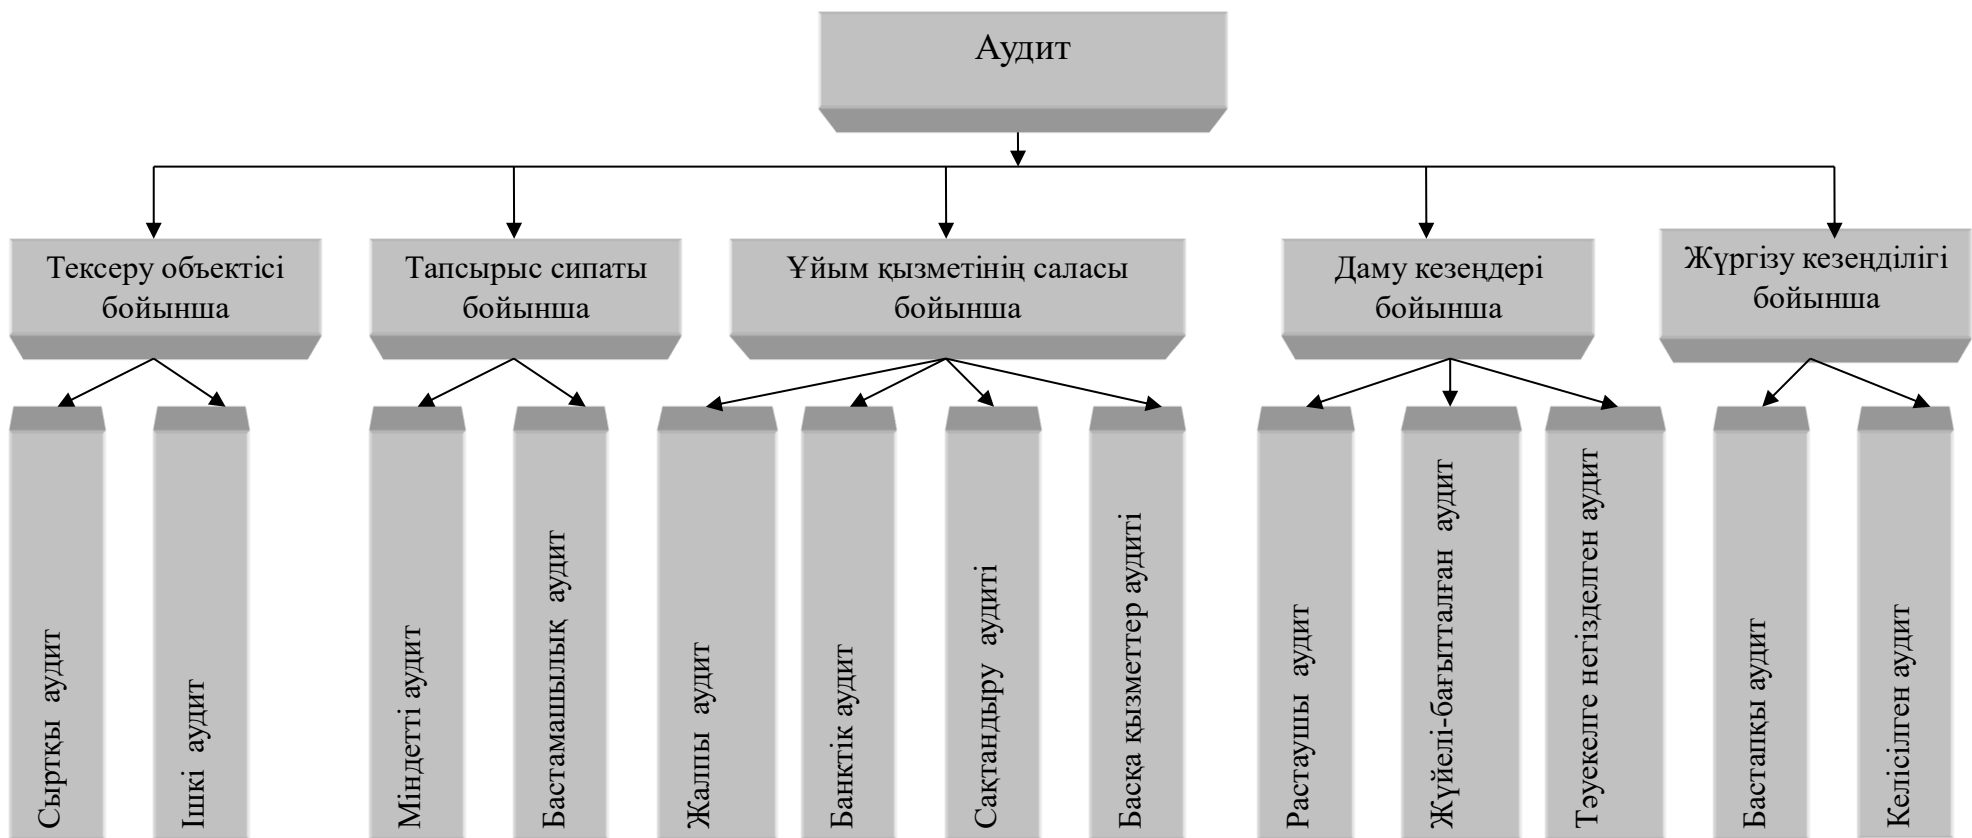 Аудит
Тексеру объектісі
бойынша
Тапсырыс сипаты
бойынша
Ұйым қызметінің саласы
бойынша
Даму кезеңдері
бойынша
Жүргізу кезеңділігі
бойынша
Сыртқы аудит
Ішкі аудит
Міндетті аудит
Бастамашылық аудит
Жалпы аудит
Банктік аудит
Сақтандыру аудиті
Басқа қызметтер аудиті
Растаушы аудит
Жүйелі-бағытталған аудит
Тәуекелге негізделген аудит
Бастапқы аудит
Келісілген аудит